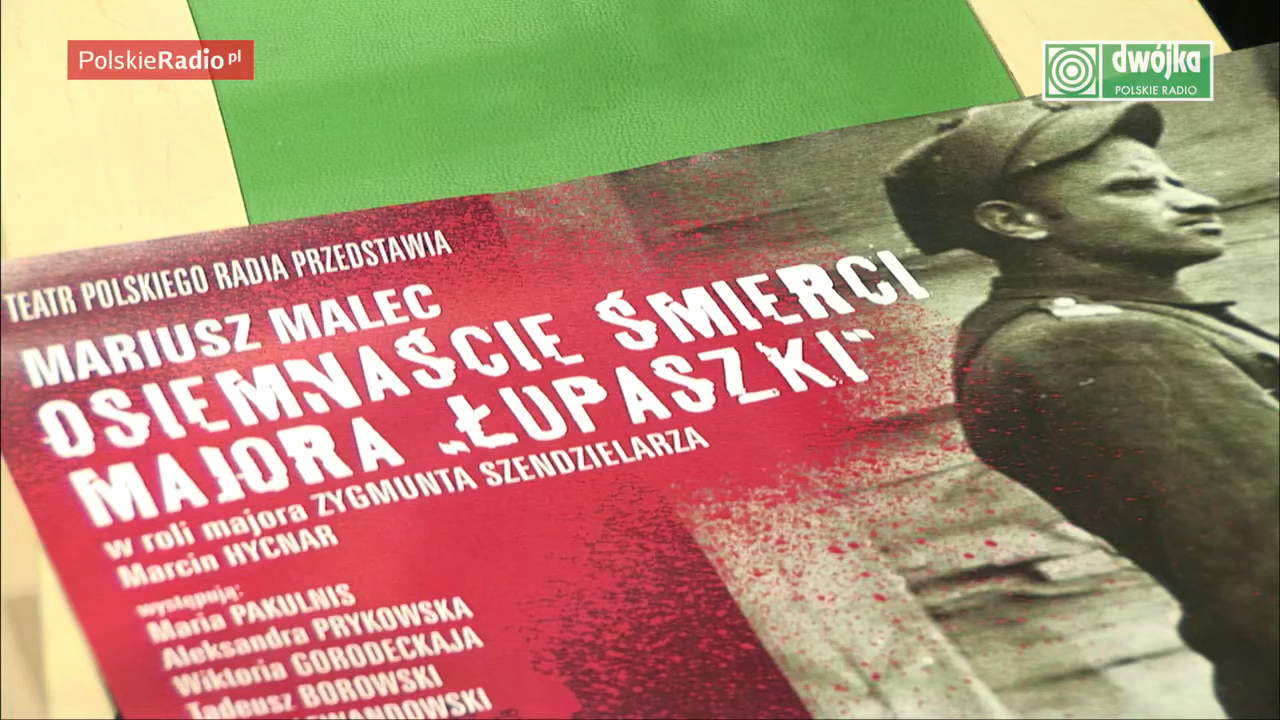 PolskieRadio.pl
dwójka
POLSKIE RADIO
TEATR POLSKIEGO RADIA PRZEDSTAWIA
MARIUSZ MALEC
OSIEMNAŚCIE ŚMIERCI
MAJORA „ŁUPASZKI"
w roli majora ZYGMUNTA SZENDZIELARZA
Marcin HYCNAR
występują:
Maria PAKULNIS
Aleksandra PRYKOWSKA
Wiktoria GORODECKAJA
Tadeusz BOROWSKI